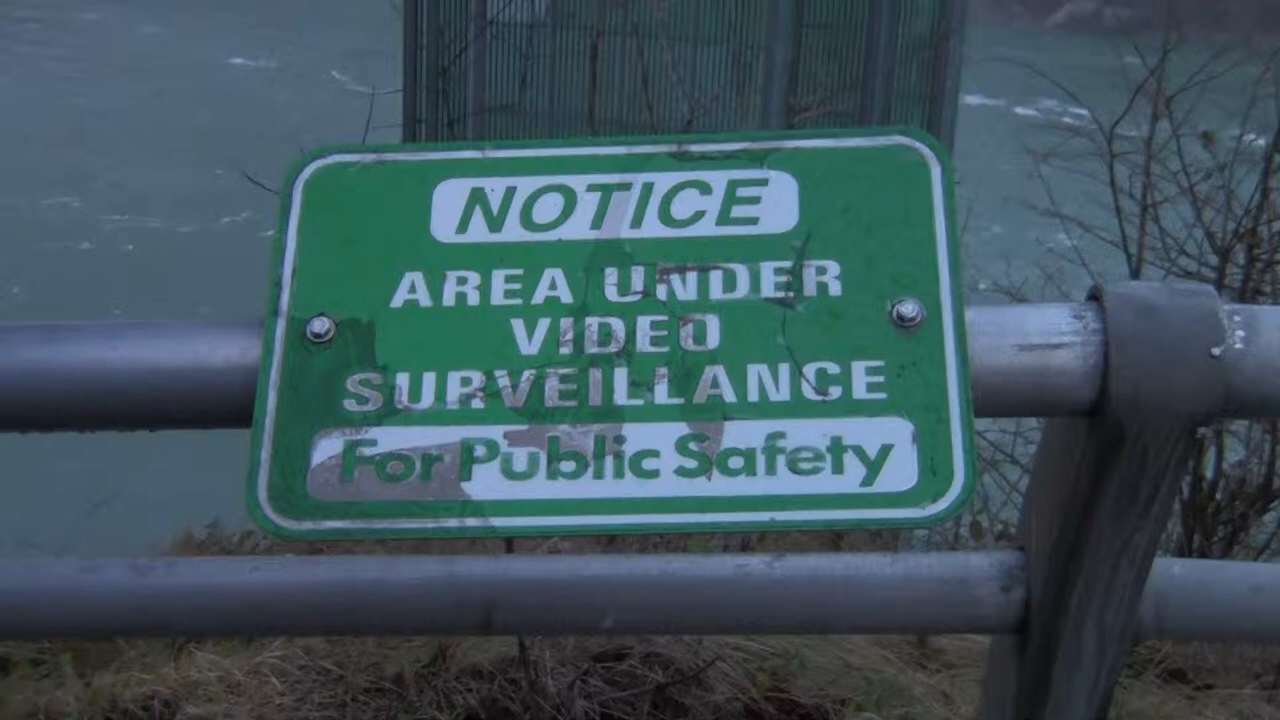 NOTICE
AREA UNDER
VIDEO
SURVEILLANCE
For Public Safety